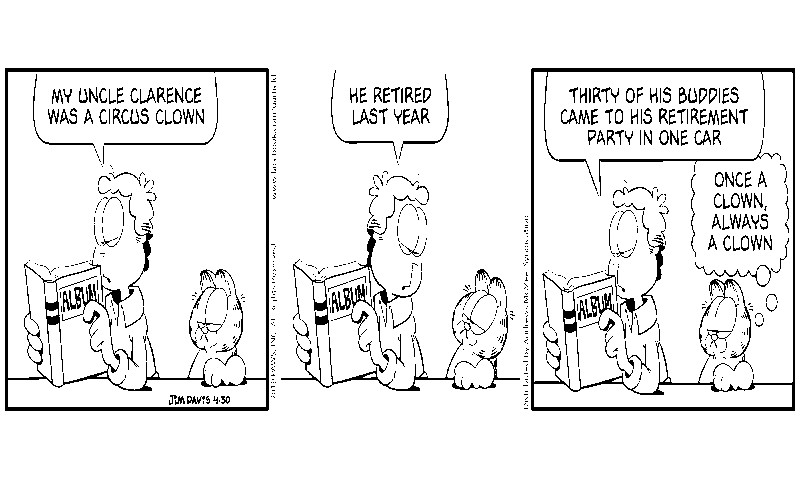 MY UNCLE CLARENCE
WAS A CIRCUS CLOWN
ALBUM
JIM DAVIS 4·30
HE RETIRED
LAST YEAR
ALBUM
THIRTY OF HIS BUDDIES
CAME TO HIS RETIREMENT
PARTY IN ONE CAR
ONCE A
CLOWN,
ALWAYS
A CLOWN
ALBUM